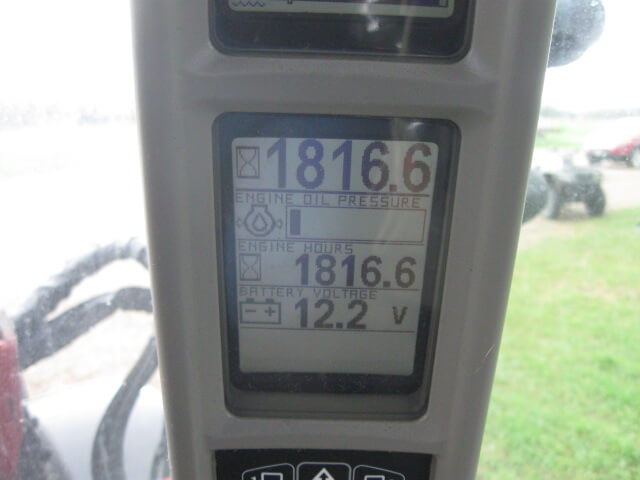 1816.6
ENGINE OIL PRESSURE
ENGINE HOURS
1816.6
BATTERY VOLTAGE
12.2 V